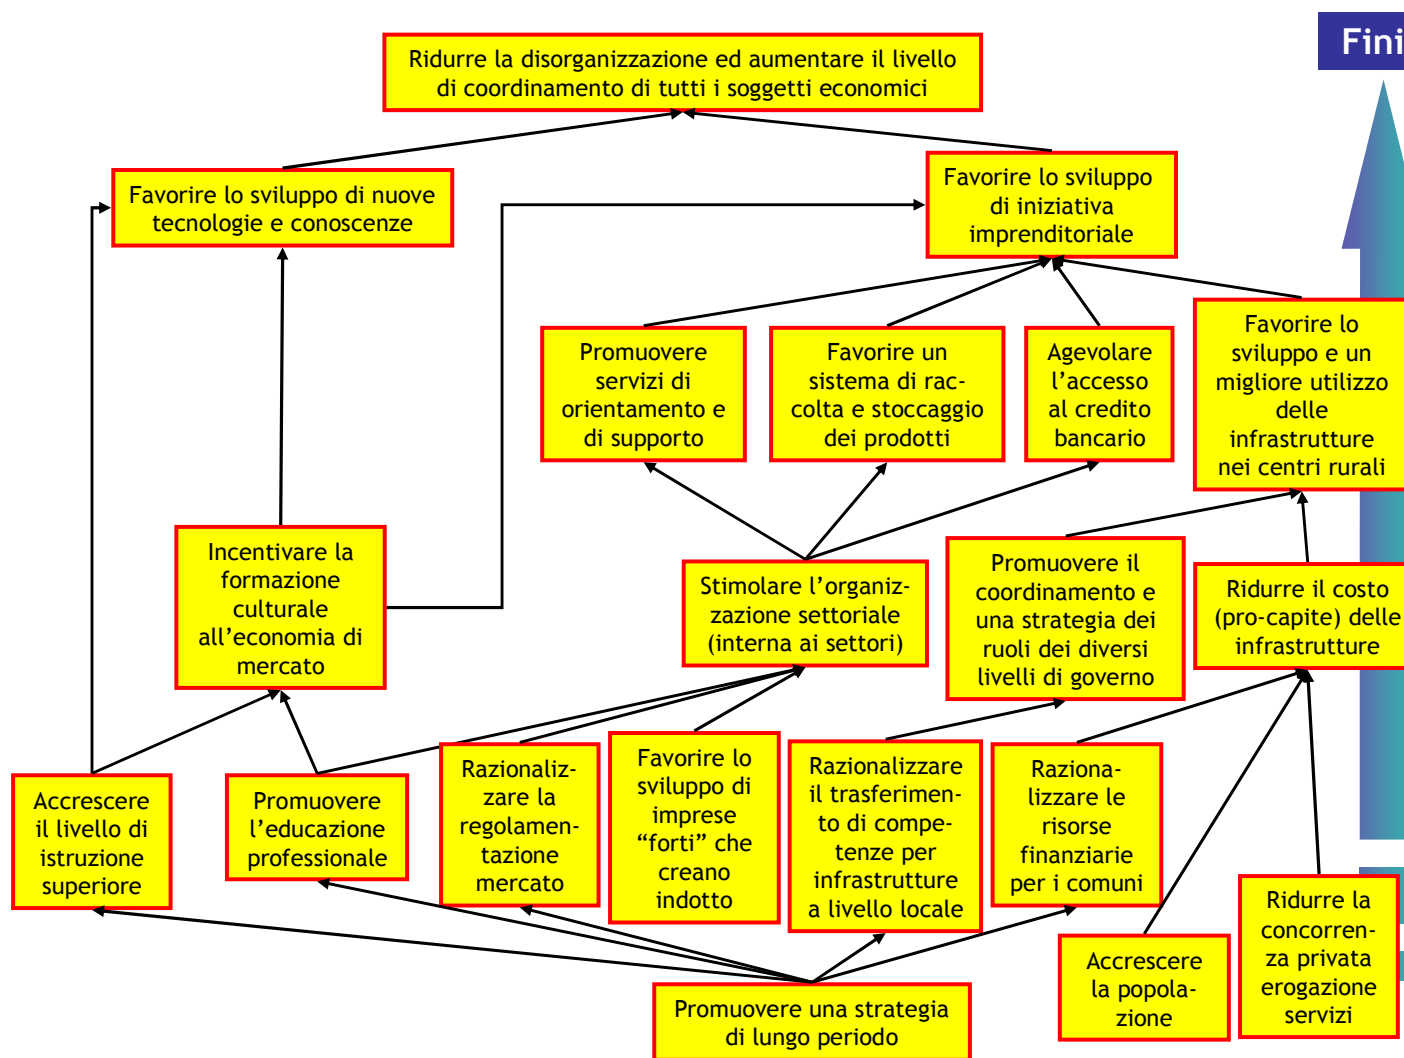 Fini
Ridurre la disorganizzazione ed aumentare il livello
di coordinamento di tutti i soggetti economici
Favorire lo sviluppo di nuove
tecnologie e conoscenze
Favorire lo sviluppo
di iniziativa
imprenditoriale
Promuovere
servizi di
orientamento e
di supporto
Favorire un
sistema di rac-
colta e stoccaggio
dei prodotti
Agevolare
l’accesso
al credito
bancario
Favorire lo
sviluppo e un
migliore utilizzo
delle
infrastrutture
nei centri rurali
Incentivare la
formazione
culturale
all’economia di
mercato
Stimolare l’organiz-
zazione settoriale
(interna ai settori)
Promuovere il
coordinamento e
una strategia dei
ruoli dei diversi
livelli di governo
Ridurre il costo
(pro-capite) delle
infrastrutture
Accrescere
il livello di
istruzione
superiore
Promuovere
l’educazione
professionale
Razionaliz-
zare la
regolamen-
tazione
mercato
Favorire lo
sviluppo di
imprese
“forti” che
creano
indotto
Razionalizzare
il trasferimen-
to di compe-
tenze per
infrastrutture
a livello locale
Raziona-
lizzare le
risorse
finanziarie
per i comuni
Accrescere
la popola-
zione
Ridurre la
concorren-
za privata
erogazione
servizi
Promuovere una strategia
di lungo periodo